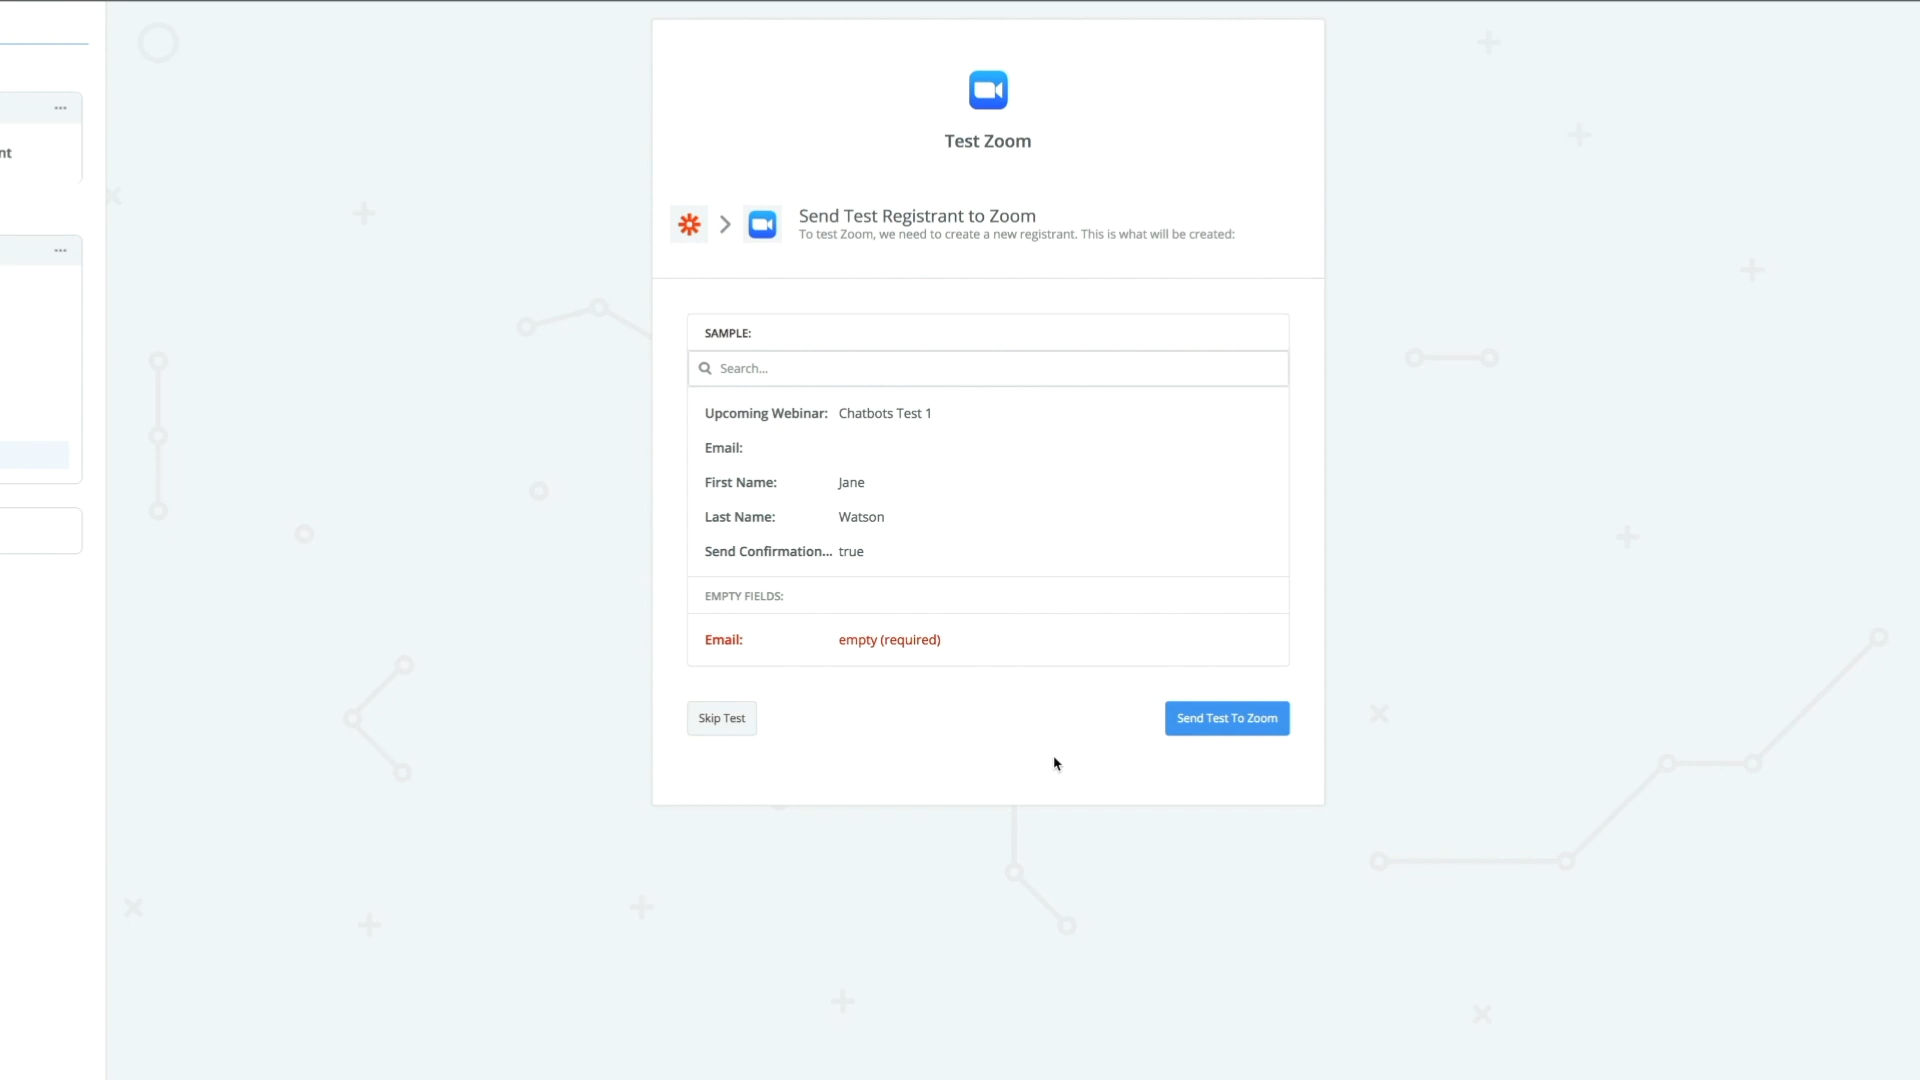 Test Zoom
Send Test Registrant to Zoom
To test Zoom, we need to create a new registrant. This is what will be created:
nt
SAMPLE:
Search...
Upcoming Webinar: Chatbots Test 1
Email:
First Name: Jane
Last Name: Watson
Send Confirmation... true
EMPTY FIELDS:
Email: empty (required)
Skip Test
Send Test To Zoom